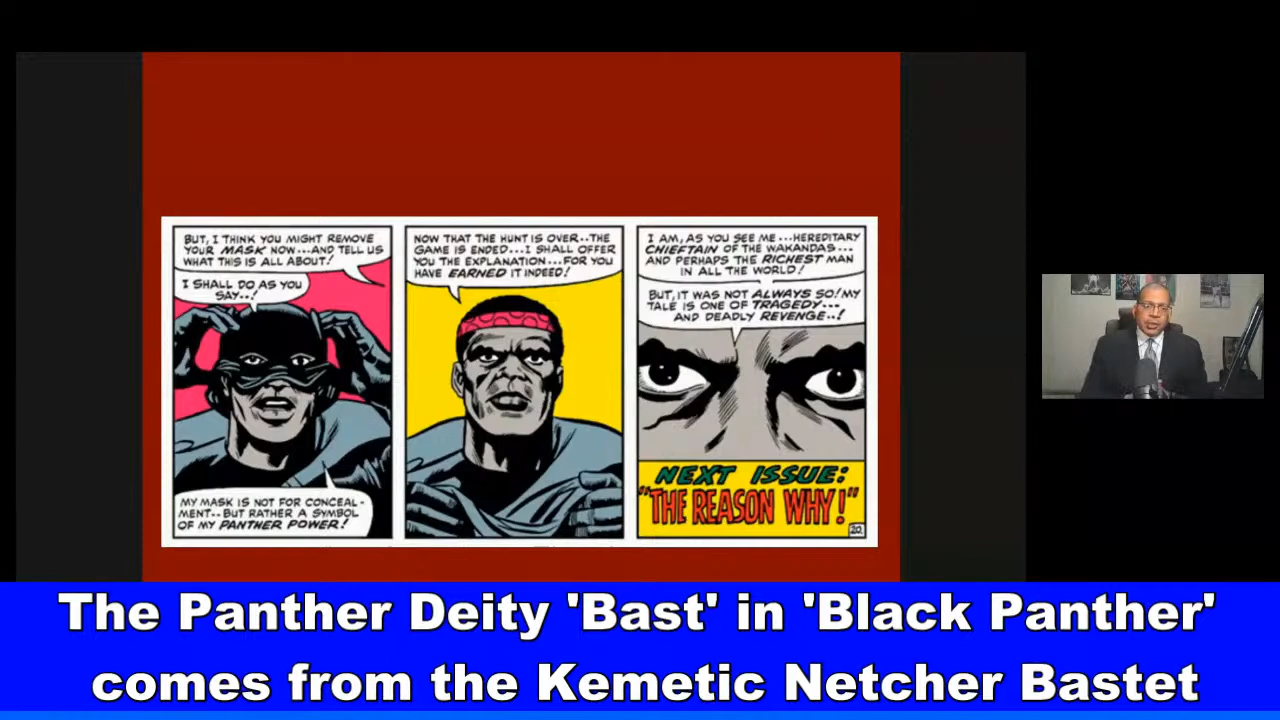 BUT, I THINK YOU MIGHT REMOVE
YOUR MASK NOW...AND TELL US
WHAT THIS IS ALL ABOUT!
I SHALL DO AS YOU
SAY..!
MY MASK IS NOT FOR CONCEAL-
MENT--BUT RATHER A SYMBOL
OF MY PANTHER POWER!
NOW THAT THE HUNT IS OVER..THE
GAME IS ENDED...I SHALL OFFER
YOU THE EXPLANATION...FOR YOU
HAVE EARNED IT INDEED!
I AM, AS YOU SEE ME...HEREDITARY
CHIEFTAIN OF THE WAKANDAS...
AND PERHAPS THE RICHEST MAN
IN ALL THE WORLD!
BUT, IT WAS NOT ALWAYS SO! MY
TALE IS ONE OF TRAGEDY---
AND DEADLY REVENGE..!
NEXT ISSUE:
"THE REASON WHY!"
20.
The Panther Deity 'Bast' in 'Black Panther'
comes from the Kemetic Netcher Bastet